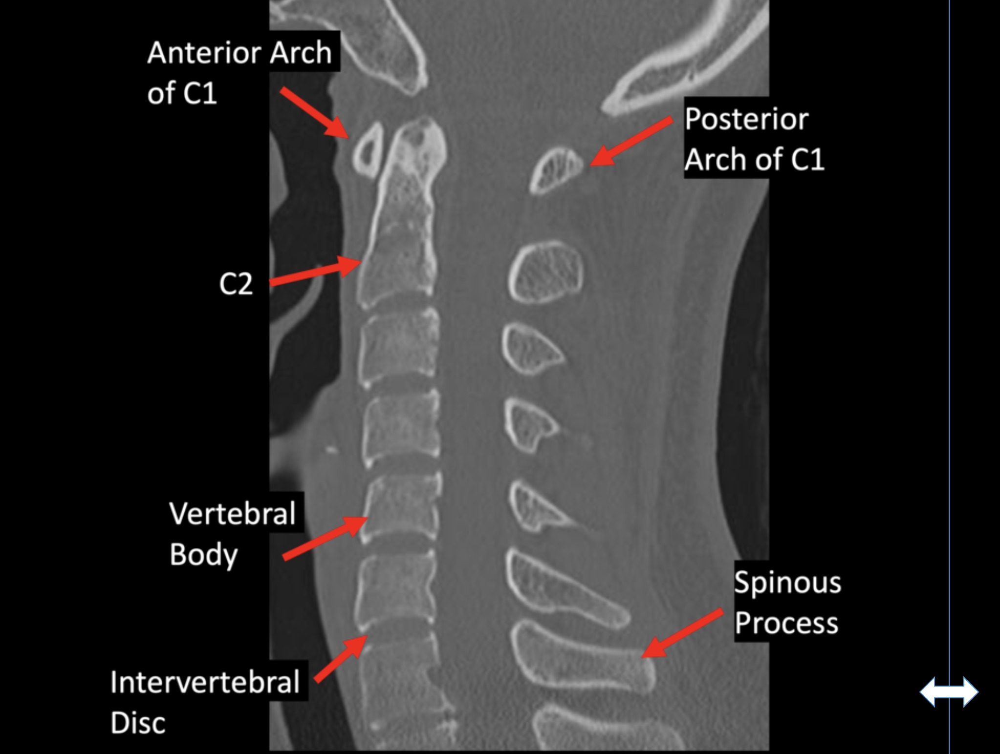 Anterior Arch
of C1
Posterior
Arch of C1
C2
Vertebral
Body
Spinous
Process
Intervertebral
Disc